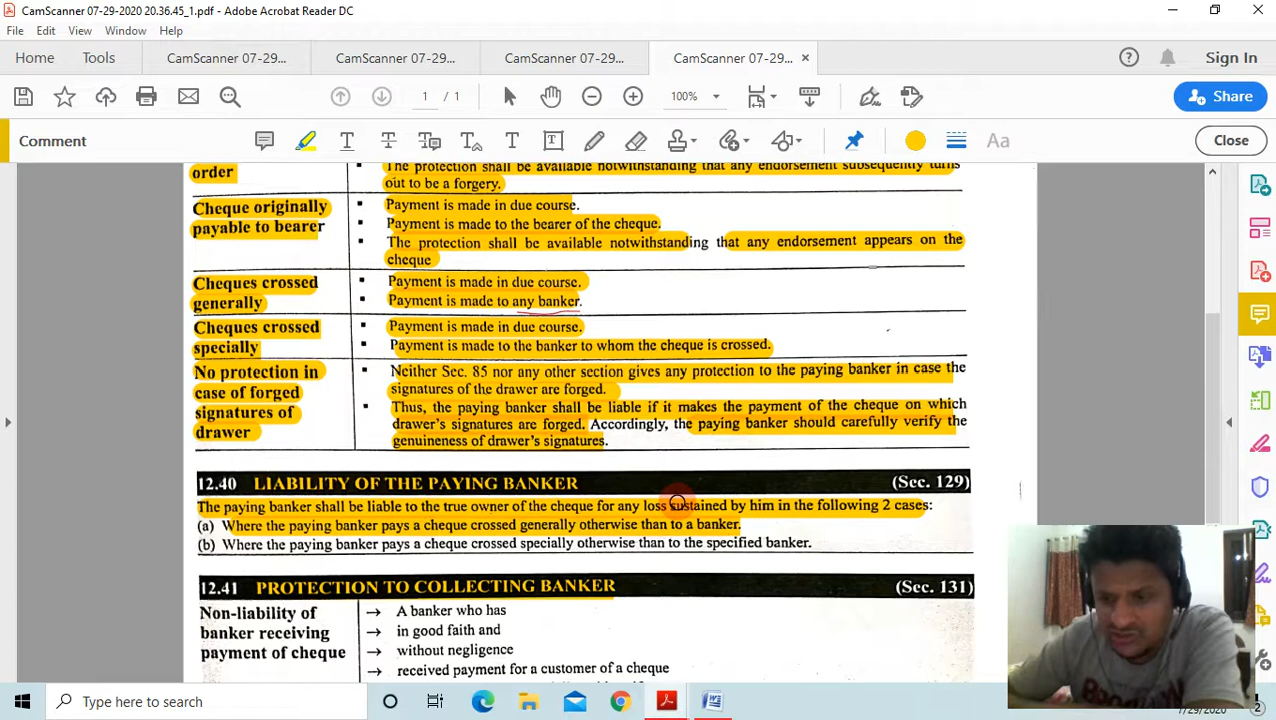 CamScanner 07-29-2020 20.36.45_1.pdf - Adobe Acrobat Reader DC
File Edit View Window Help
Home Tools CamScanner 07-29... CamScanner 07-29... CamScanner 07-29... CamScanner 07-29... Sign In
1 / 1 100% Share
Comment Aa Close
order
The protection shall be available notwithstanding that any endorsement subsequently turns
out to be a forgery.
Cheque originally
payable to bearer
Payment is made in due course.
Payment is made to the bearer of the cheque.
The protection shall be available notwithstanding that any endorsement appears on the
cheque
Cheques crossed
generally
Payment is made in due course.
Payment is made to any banker.
Cheques crossed
specially
Payment is made in due course.
Payment is made to the banker to whom the cheque is crossed.
No protection in
case of forged
signatures of
drawer
Neither Sec. 85 nor any other section gives any protection to the paying banker in case the
signatures of the drawer are forged.
Thus, the paying banker shall be liable if it makes the payment of the cheque on which
drawer's signatures are forged. Accordingly, the paying banker should carefully verify the
genuineness of drawer's signatures.
12.40 LIABILITY OF THE PAYING BANKER (Sec. 129)
The paying banker shall be liable to the true owner of the cheque for any loss sustained by him in the following 2 cases:
(a) Where the paying banker pays a cheque crossed generally otherwise than to a banker.
(b) Where the paying banker pays a cheque crossed specially otherwise than to the specified banker.
12.41 PROTECTION TO COLLECTING BANKER (Sec. 131)
Non-liability of
banker receiving
payment of cheque
→ A banker who has
→ in good faith and
→ without negligence
→ received payment for a customer of a cheque
Type here to search
7/29/2020
2